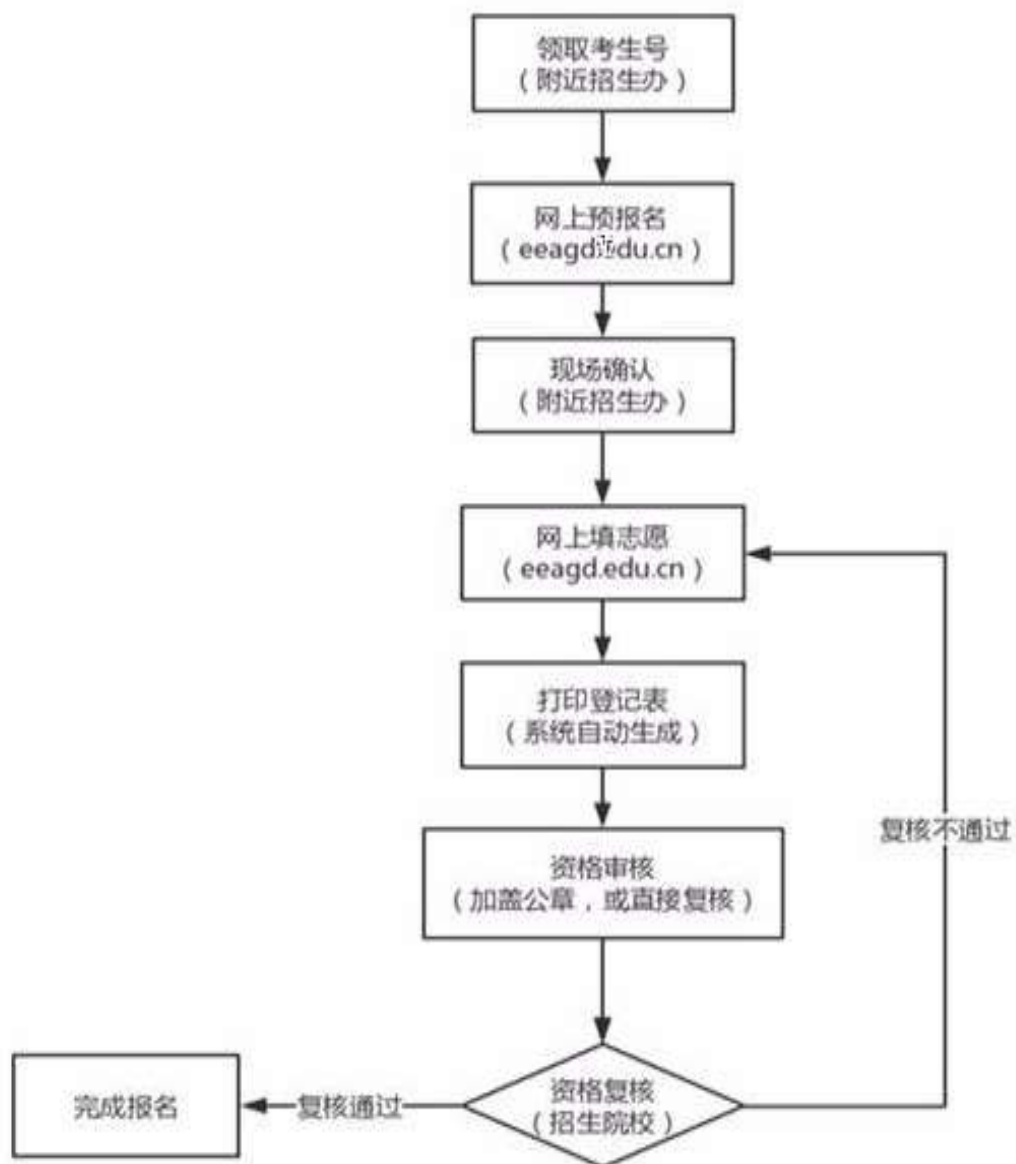 领取考生号
（附近招生办）
网上预报名
（eeagd.edu.cn）
现场确认
（附近招生办）
网上填志愿
（eeagd.edu.cn）
打印登记表
（系统自动生成）
资格审核
（加盖公章，或直接复核）
复核不通过
资格复核
（招生院校）
复核通过
完成报名